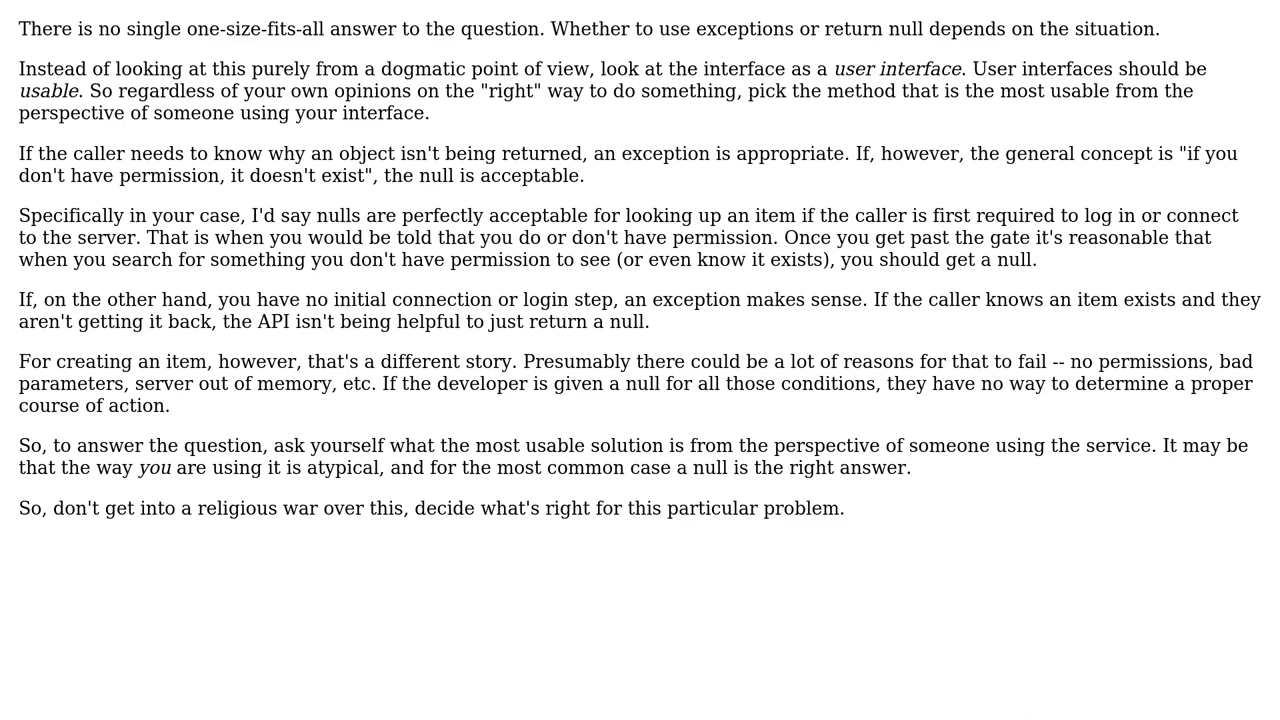 There is no single one-size-fits-all answer to the question. Whether to use exceptions or return null depends on the situation.
Instead of looking at this purely from a dogmatic point of view, look at the interface as a user interface. User interfaces should be
usable. So regardless of your own opinions on the "right" way to do something, pick the method that is the most usable from the
perspective of someone using your interface.
If the caller needs to know why an object isn't being returned, an exception is appropriate. If, however, the general concept is "if you
don't have permission, it doesn't exist", the null is acceptable.
Specifically in your case, I'd say nulls are perfectly acceptable for looking up an item if the caller is first required to log in or connect
to the server. That is when you would be told that you do or don't have permission. Once you get past the gate it's reasonable that
when you search for something you don't have permission to see (or even know it exists), you should get a null.
If, on the other hand, you have no initial connection or login step, an exception makes sense. If the caller knows an item exists and they
aren't getting it back, the API isn't being helpful to just return a null.
For creating an item, however, that's a different story. Presumably there could be a lot of reasons for that to fail -- no permissions, bad
parameters, server out of memory, etc. If the developer is given a null for all those conditions, they have no way to determine a proper
course of action.
So, to answer the question, ask yourself what the most usable solution is from the perspective of someone using the service. It may be
that the way you are using it is atypical, and for the most common case a null is the right answer.
So, don't get into a religious war over this, decide what's right for this particular problem.